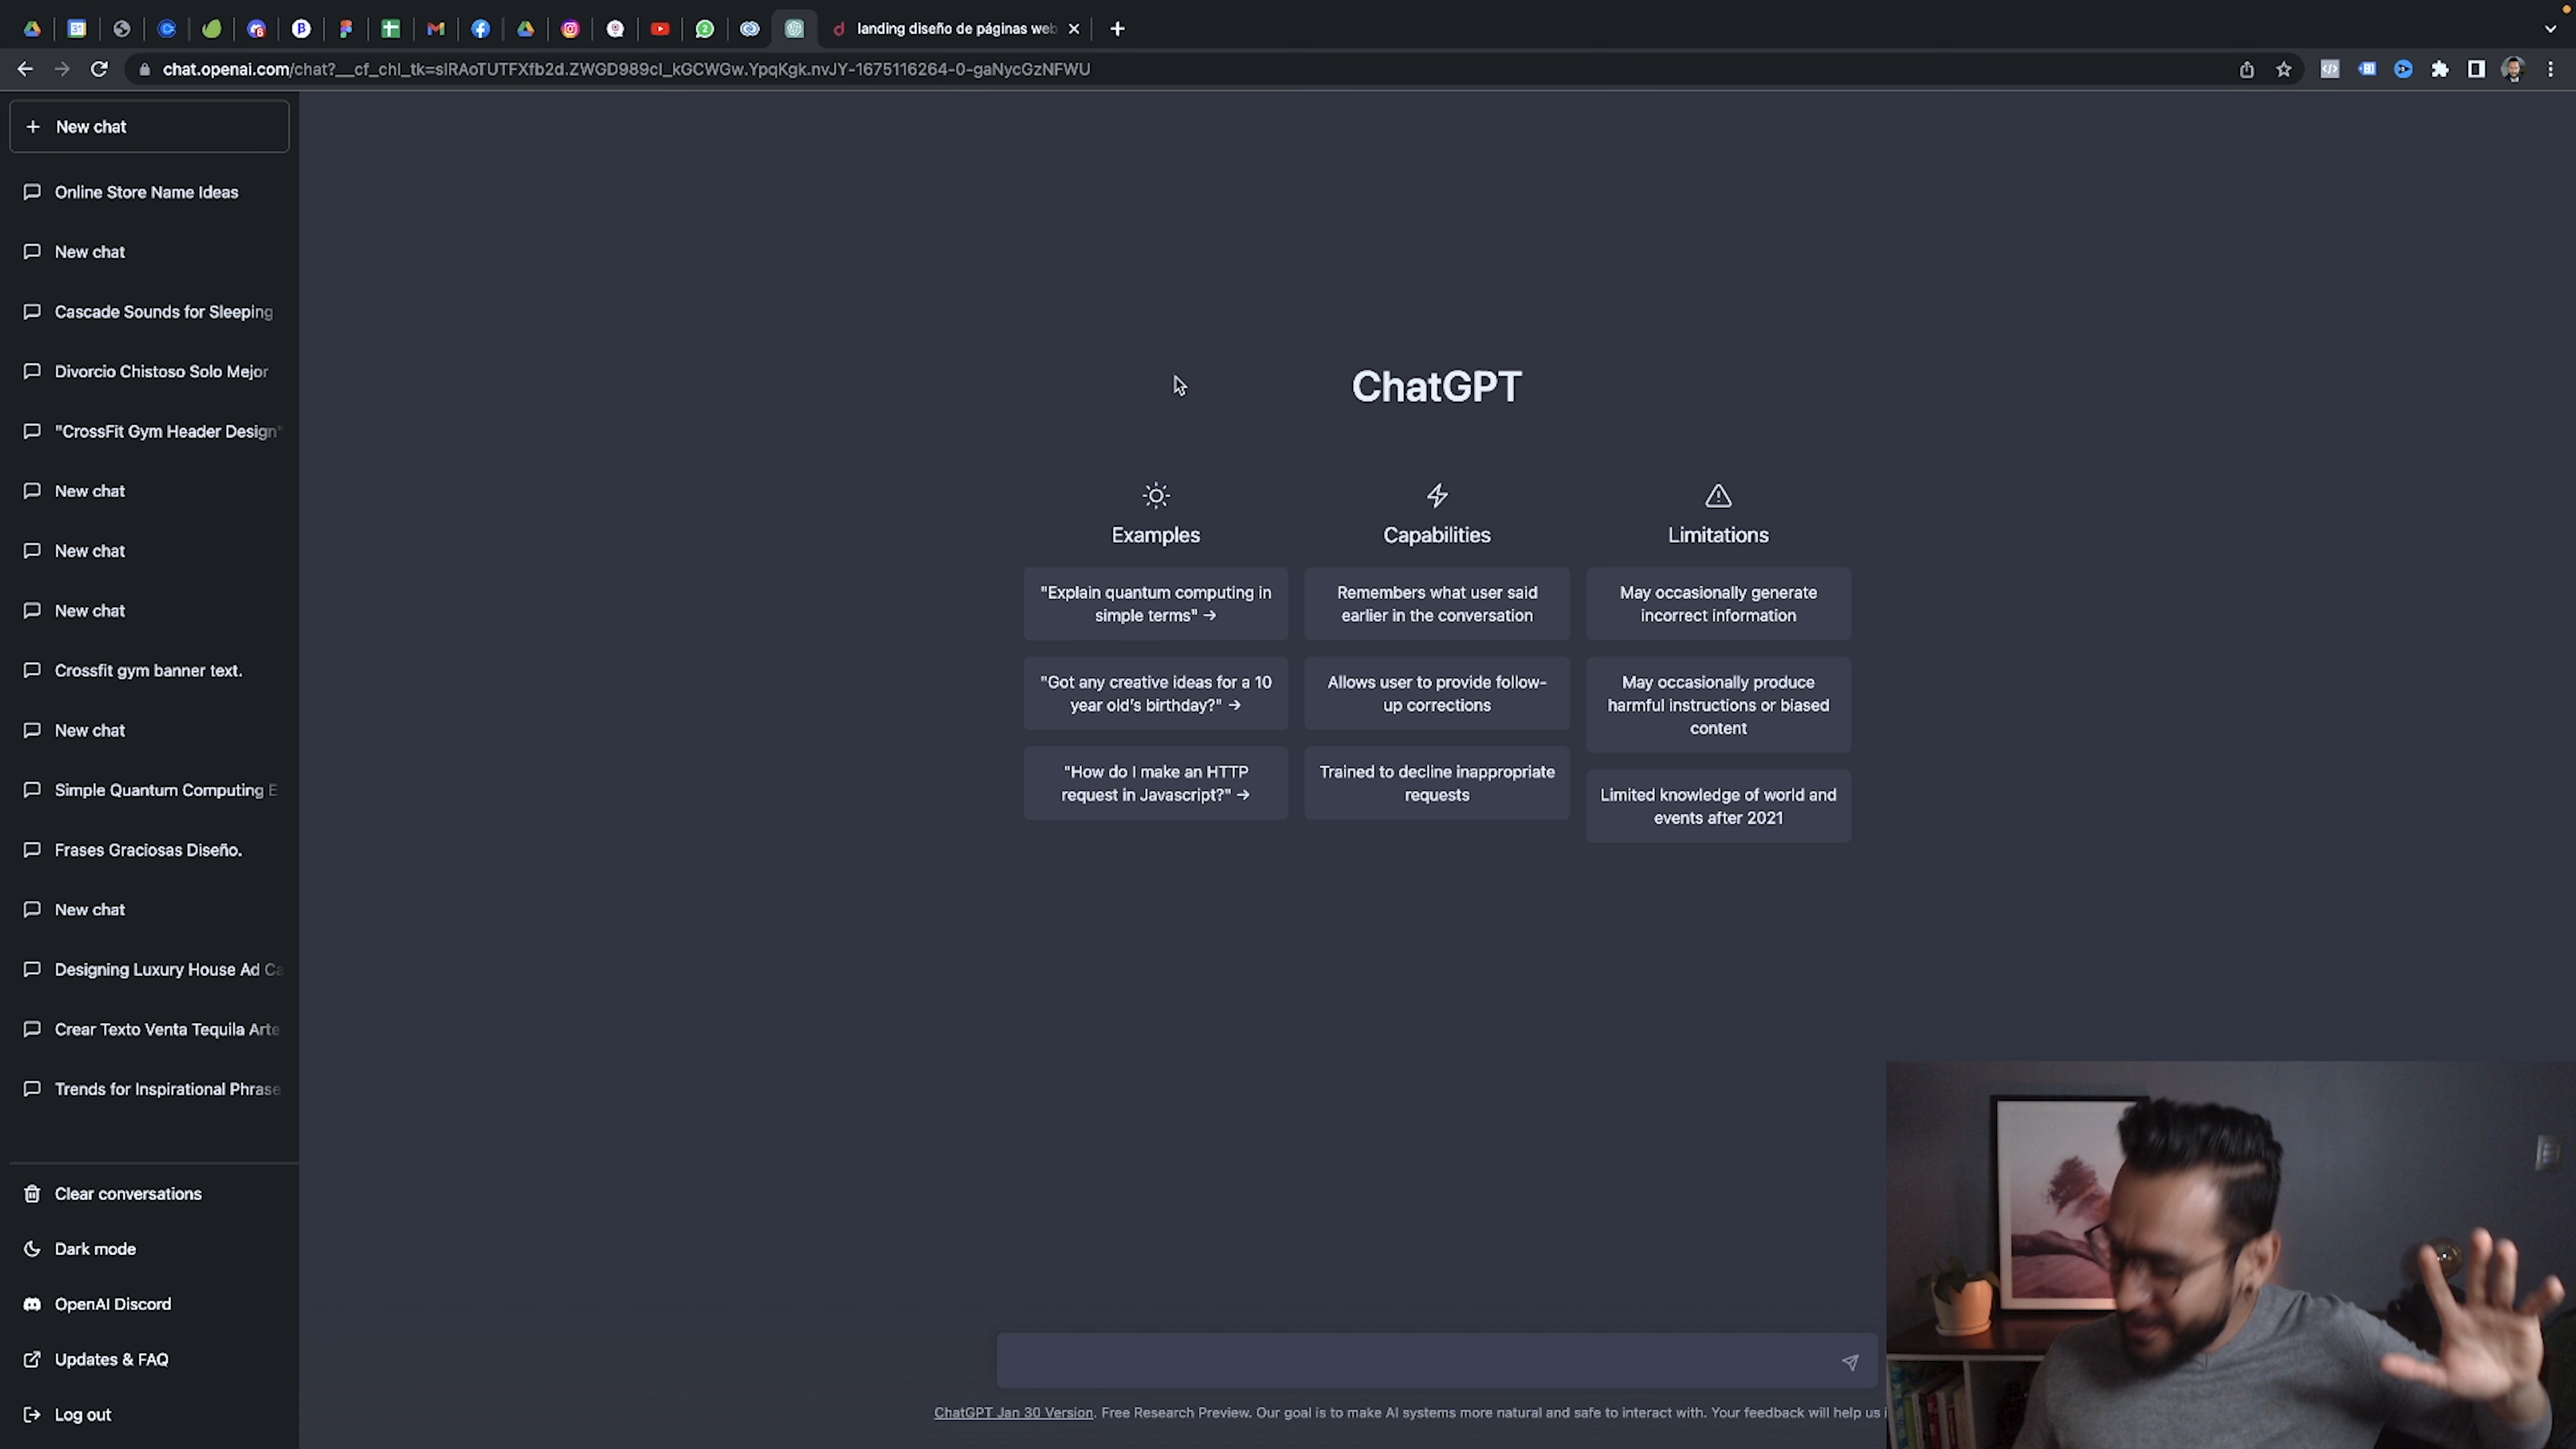 landing diseño de páginas web
chat.openai.com/chat?__cf_chl_tk=slRAoTUTFXfb2d.ZWGD989cl_kGCWGw.YpqKgk.nvJY-1675116264-0-gaNycGzNFWU
New chat
Online Store Name Ideas
New chat
Cascade Sounds for Sleeping
Divorcio Chistoso Solo Mejor
"CrossFit Gym Header Design"
New chat
New chat
New chat
Crossfit gym banner text.
New chat
Simple Quantum Computing E
Frases Graciosas Diseño.
New chat
Designing Luxury House Ad Ca
Crear Texto Venta Tequila Arte
Trends for Inspirational Phrase
Clear conversations
Dark mode
OpenAI Discord
Updates & FAQ
Log out
ChatGPT
Examples
"Explain quantum computing in
simple terms" →
"Got any creative ideas for a 10
year old's birthday?" →
"How do I make an HTTP
request in Javascript?" →
Capabilities
Remembers what user said
earlier in the conversation
Allows user to provide follow-
up corrections
Trained to decline inappropriate
requests
Limitations
May occasionally generate
incorrect information
May occasionally produce
harmful instructions or biased
content
Limited knowledge of world and
events after 2021
ChatGPT Jan 30 Version. Free Research Preview. Our goal is to make AI systems more natural and safe to interact with. Your feedback will help us i